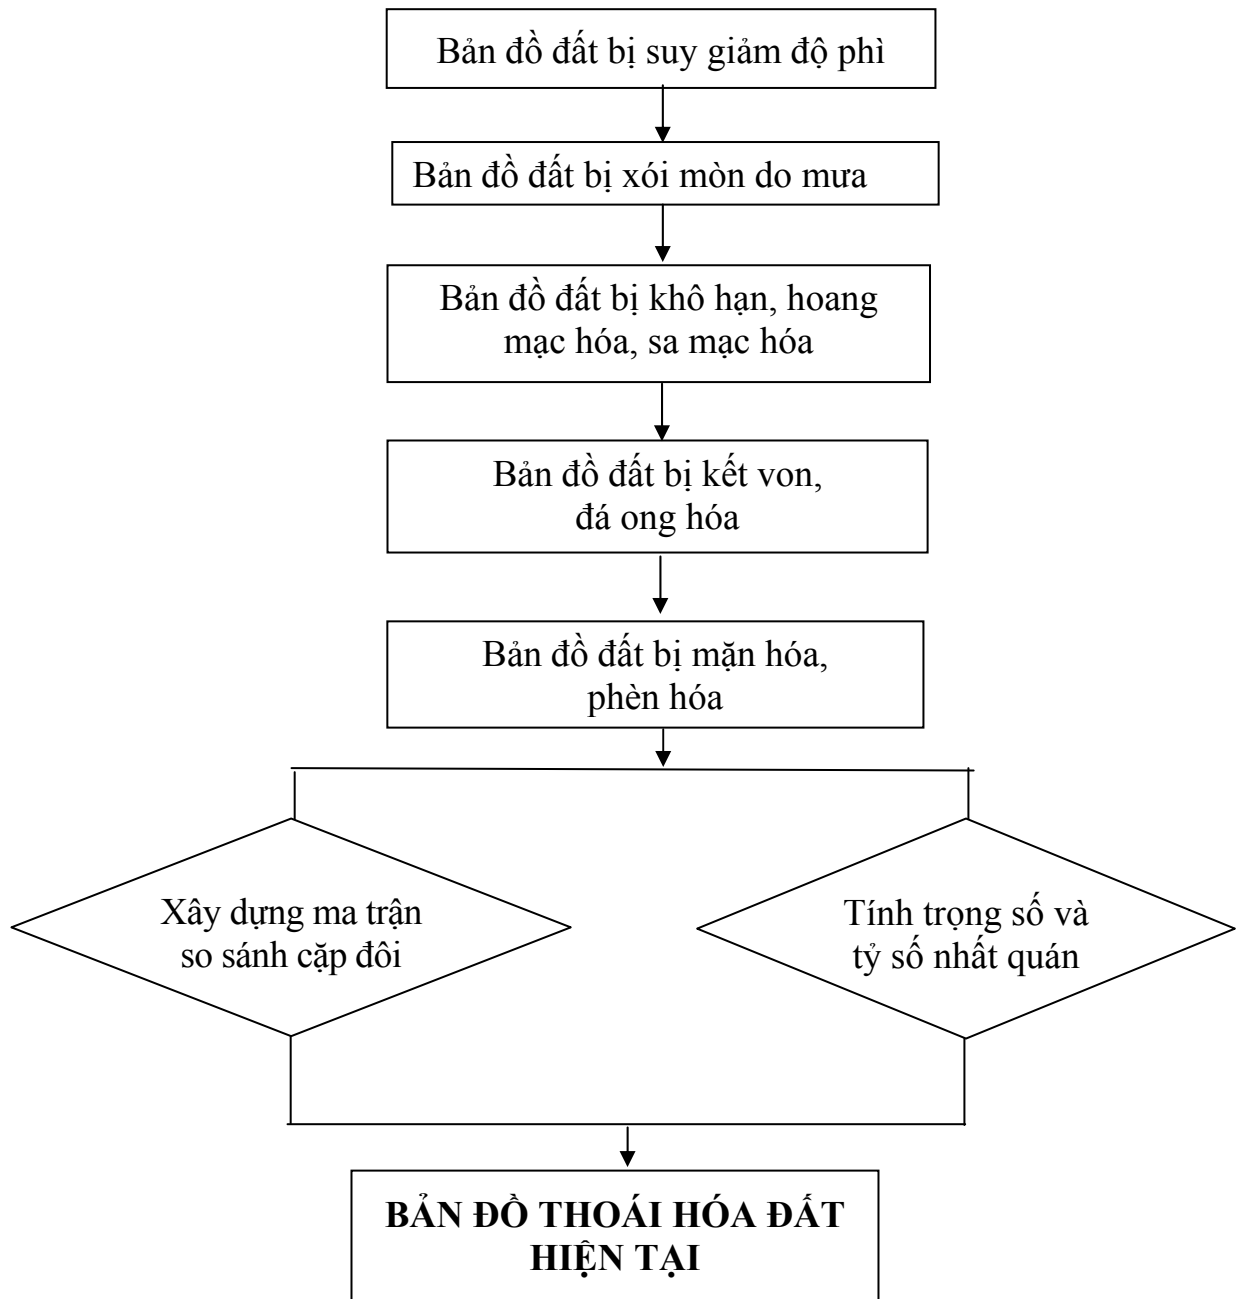 Bản đồ đất bị suy giảm độ phì
Bản đồ đất bị xói mòn do mưa
Bản đồ đất bị khô hạn, hoang
mạc hóa, sa mạc hóa
Bản đồ đất bị kết von,
đá ong hóa
Bản đồ đất bị mặn hóa,
phèn hóa
Xây dựng ma trận
so sánh cặp đôi
Tính trọng số và
tỷ số nhất quán
BẢN ĐỒ THOÁI HÓA ĐẤT
HIỆN TẠI